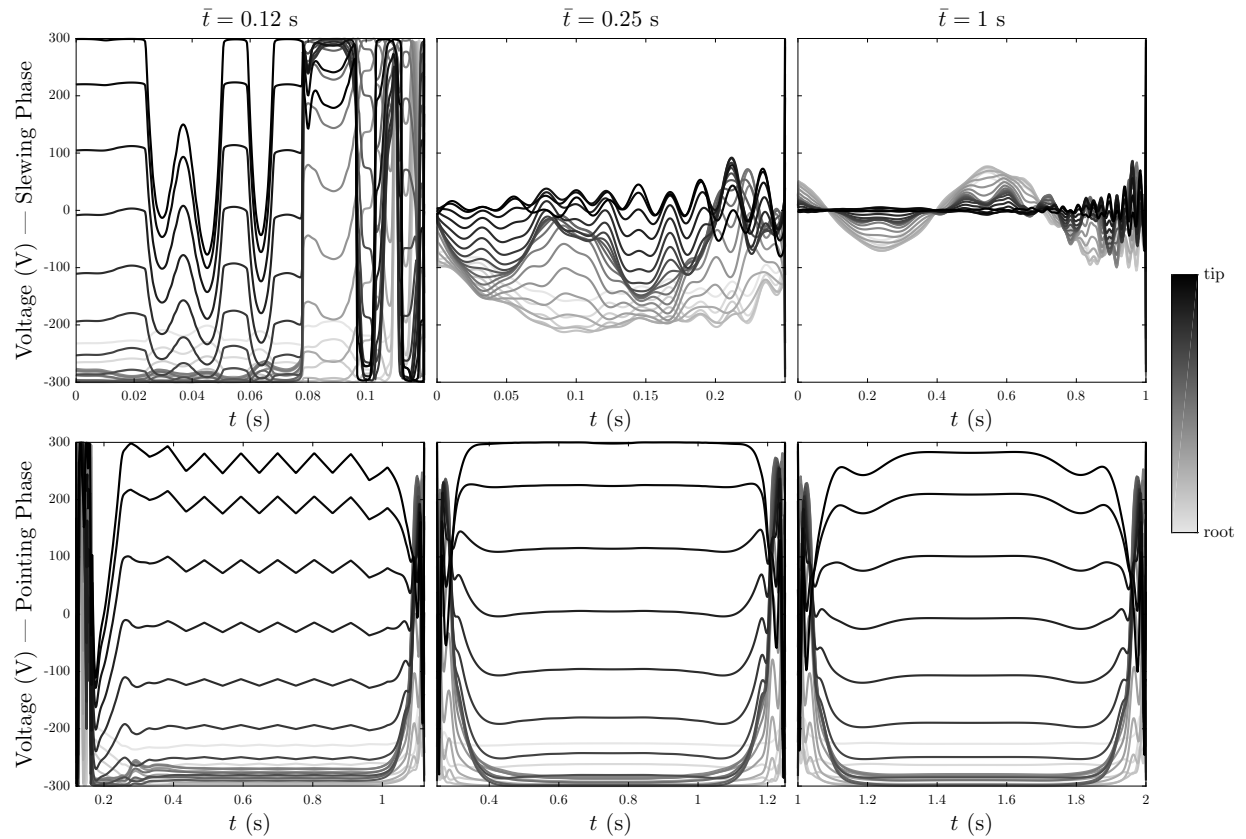 t̄ = 0.12 s
t̄ = 0.25 s
t̄ = 1 s
Voltage (V) — Slewing Phase
300
200
100
0
-100
-200
-300
0 0.02 0.04 0.06 0.08 0.1
t (s)
0 0.05 0.1 0.15 0.2
t (s)
0 0.2 0.4 0.6 0.8 1
t (s)
tip
root
Voltage (V) — Pointing Phase
300
200
100
0
-100
-200
-300
0.2 0.4 0.6 0.8 1
t (s)
0.4 0.6 0.8 1 1.2
t (s)
1 1.2 1.4 1.6 1.8 2
t (s)